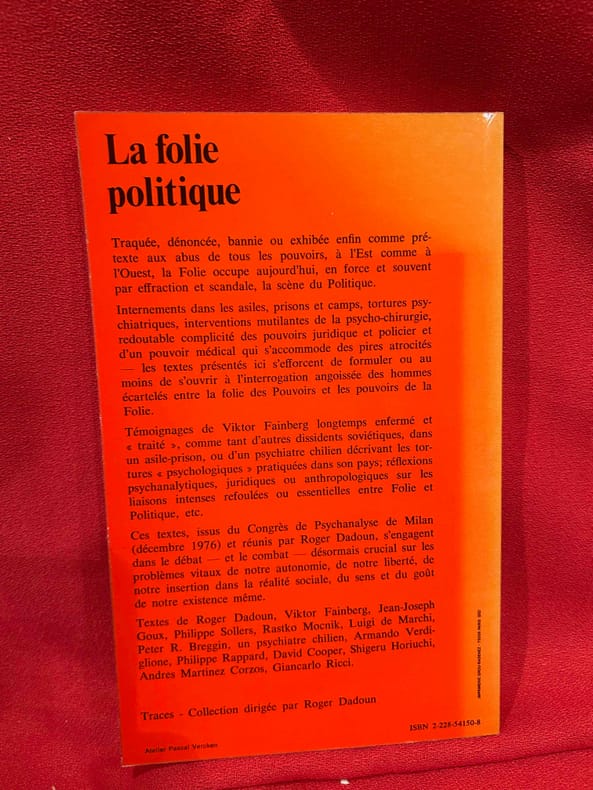 La folie
politique
Traquée, dénoncée, bannie ou exhibée enfin comme pré-
texte aux abus de tous les pouvoirs, à l'Est comme à
l'Ouest, la Folie occupe aujourd'hui, en force et souvent
par effraction et scandale, la scène du Politique.
Internements dans les asiles, prisons et camps, tortures psy-
chiatriques, interventions mutilantes de la psycho-chirurgie,
redoutable complicité des pouvoirs juridique et policier et
d'un pouvoir médical qui s'accommode des pires atrocités
— les textes présentés ici s'efforcent de formuler ou au
moins de s'ouvrir à l'interrogation angoissée des hommes
écartelés entre la folie des Pouvoirs et les pouvoirs de la
Folie.
Témoignages de Viktor Fainberg longtemps enfermé et
« traité », comme tant d'autres dissidents soviétiques, dans
un asile-prison, ou d'un psychiatre chilien décrivant les tor-
tures « psychologiques » pratiquées dans son pays; réflexions
psychanalytiques, juridiques ou anthropologiques sur les
liaisons intenses refoulées ou essentielles entre Folie et
Politique, etc.
Ces textes, issus du Congrès de Psychanalyse de Milan
(décembre 1976) et réunis par Roger Dadoun, s'engagent
dans le débat — et le combat — désormais crucial sur les
problèmes vitaux de notre autonomie, de notre liberté, de
notre insertion dans la réalité sociale, du sens et du goût
de notre existence même.
Textes de Roger Dadoun, Viktor Fainberg, Jean-Joseph
Goux, Philippe Sollers, Rastko Mocnik, Luigi de Marchi,
Peter R. Breggin, un psychiatre chilien, Armando Verdi-
glione, Philippe Rappard, David Cooper, Shigeru Horiuchi,
Andres Martinez Corzos, Giancarlo Ricci.
Traces - Collection dirigée par Roger Dadoun
ISBN 2-228-54150-8
Atelier Pascal Vercken